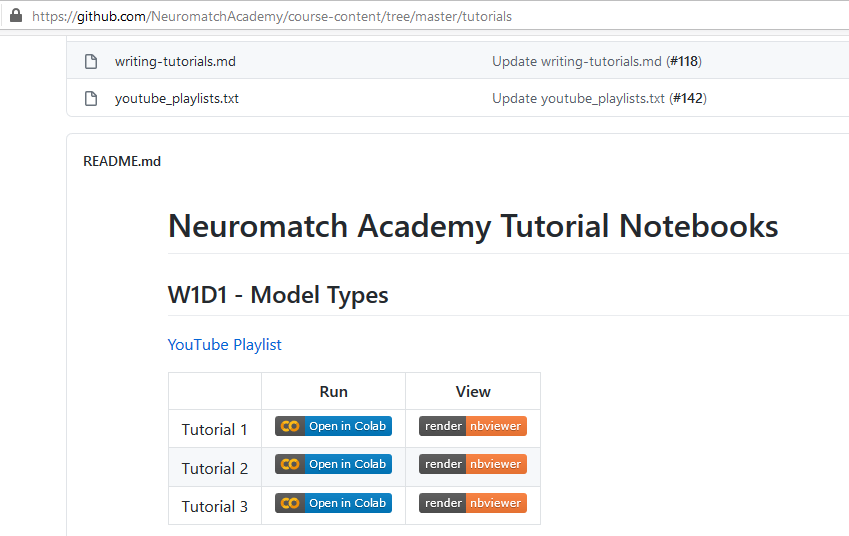 https://github.com/NeuromatchAcademy/course-content/tree/master/tutorials
writing-tutorials.md Update writing-tutorials.md (#118)
youtube_playlists.txt Update youtube_playlists.txt (#142)
README.md
Neuromatch Academy Tutorial Notebooks
W1D1 - Model Types
YouTube Playlist
Run View
Tutorial 1 Open in Colab render nbviewer
Tutorial 2 Open in Colab render nbviewer
Tutorial 3 Open in Colab render nbviewer